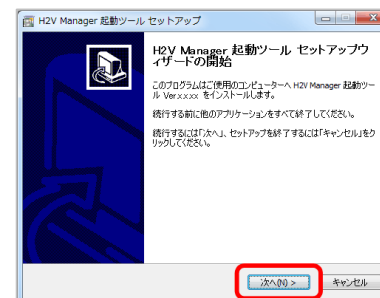 H2V Manager 起動ツール セットアップ
H2V Manager 起動ツール セットアップウ
ィザードの開始
このプログラムはご使用のコンピューターへ H2V Manager 起動ツー
ル Ver.x.x.xx をインストールします。
続行する前に他のアプリケーションをすべて終了してください。
続行するには「次へ」、セットアップを終了するには「キャンセル」をク
リックしてください。
次へ(N) >
キャンセル